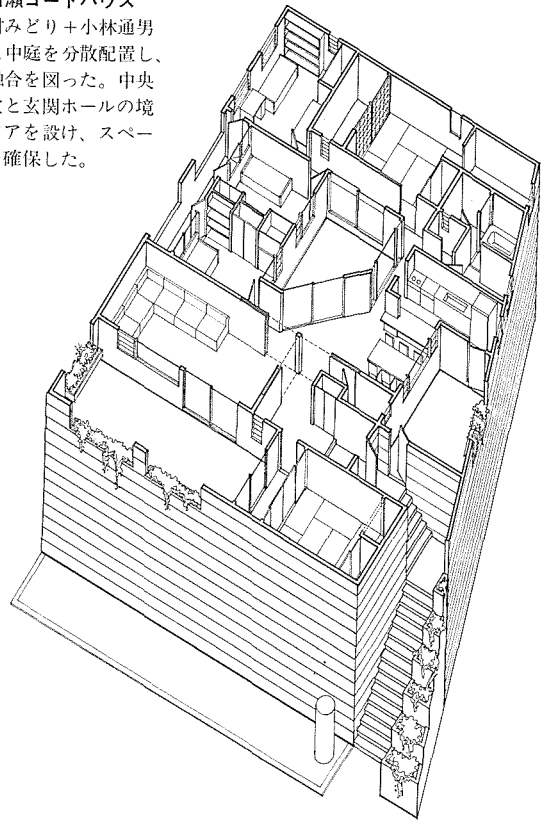 瀬コートハウス
村みどり＋小林通男
中庭を分散配置し、
融合を図った。中央
と玄関ホールの境
アを設け、スペー
確保した。